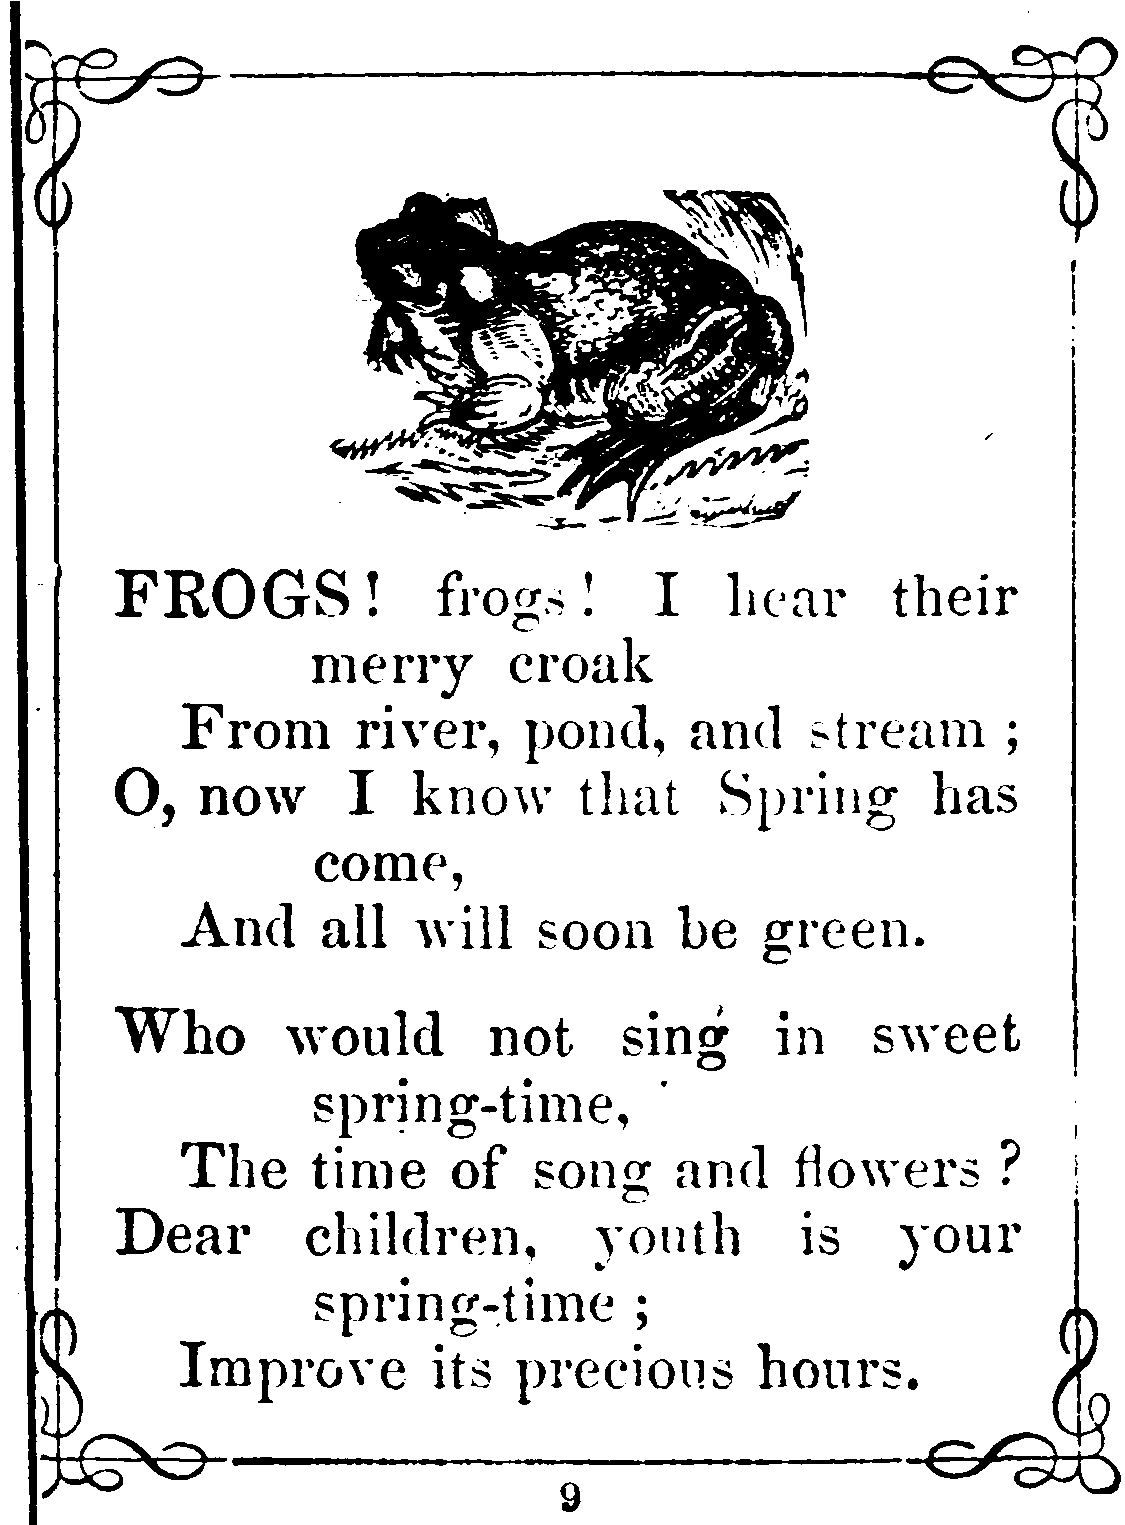 FROGS! frogs! I hear their
merry croak
From river, pond, and stream;
O, now I know that Spring has
come,
And all will soon be green.
Who would not sing in sweet
spring-time,
The time of song and flowers?
Dear children, youth is your
spring-time;
Improve its precious hours.
9